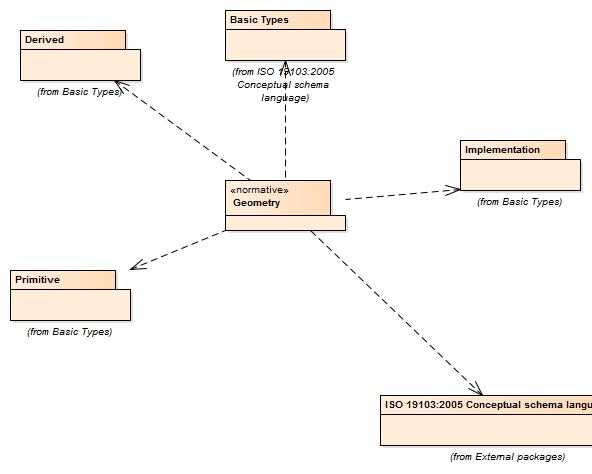 Basic Types
(from ISO 19103:2005
Conceptual schema
language)
Derived
(from Basic Types)
Implementation
(from Basic Types)
«normative»
Geometry
Primitive
(from Basic Types)
ISO 19103:2005 Conceptual schema langu
(from External packages)